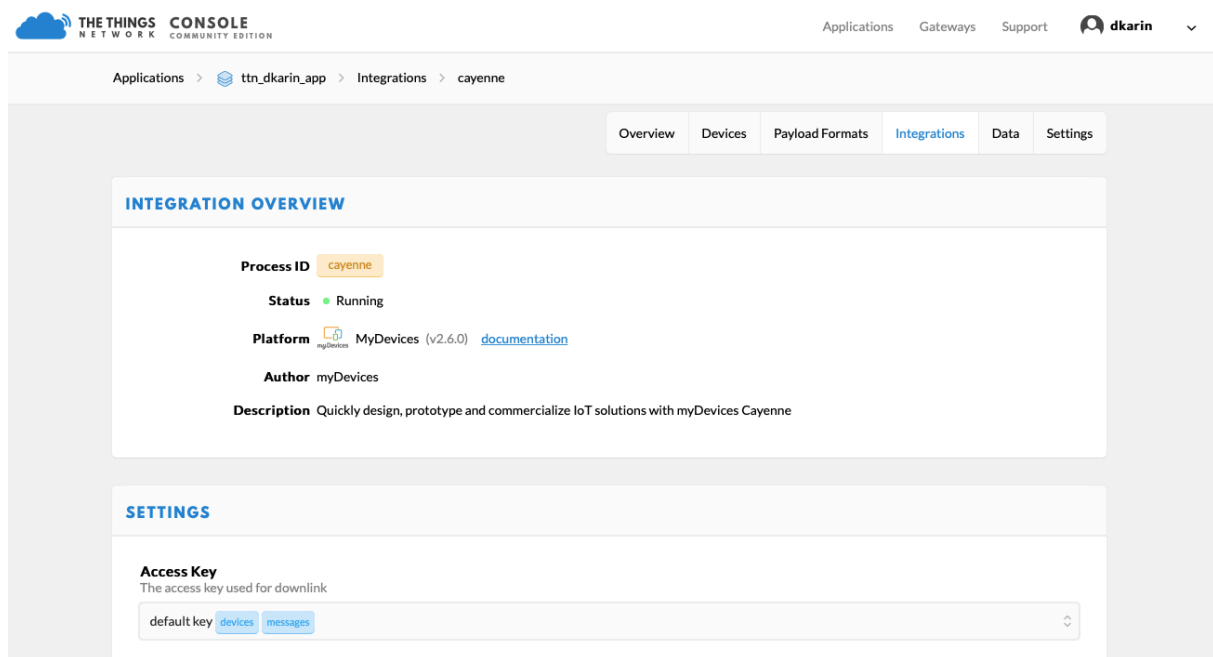 THE THINGS NETWORK CONSOLE COMMUNITY EDITION
Applications Gateways Support dkarin
Applications ttn_dkarin_app Integrations cayenne
Overview Devices Payload Formats Integrations Data Settings
INTEGRATION OVERVIEW
Process ID cayenne
Status Running
Platform myDevices MyDevices (v2.6.0) documentation
Author myDevices
Description Quickly design, prototype and commercialize IoT solutions with myDevices Cayenne
SETTINGS
Access Key
The access key used for downlink
default key devices messages